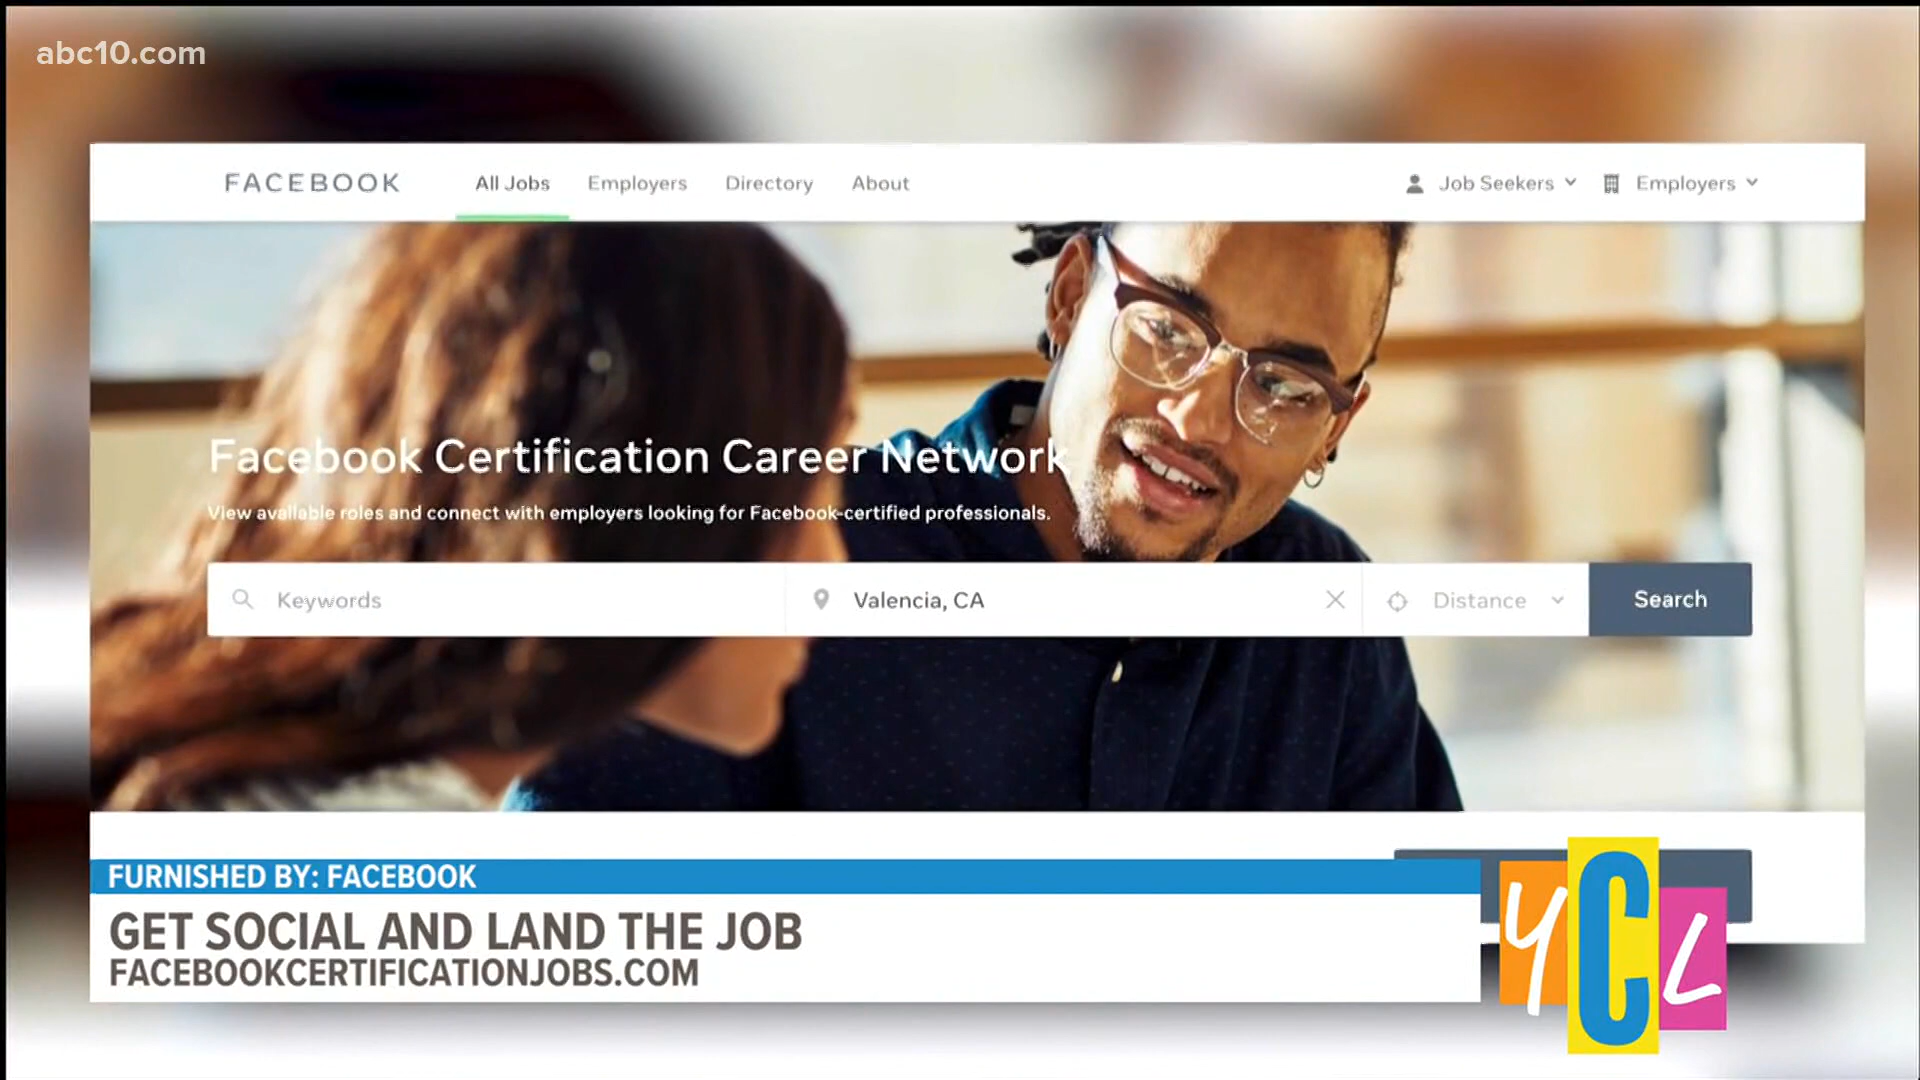 abc10.com
FACEBOOK All Jobs Employers Directory About Job Seekers Employers
Facebook Certification Career Network
View available roles and connect with employers looking for Facebook-certified professionals.
Keywords Valencia, CA Distance Search
FURNISHED BY: FACEBOOK
GET SOCIAL AND LAND THE JOB
FACEBOOKCERTIFICATIONJOBS.COM
YCL